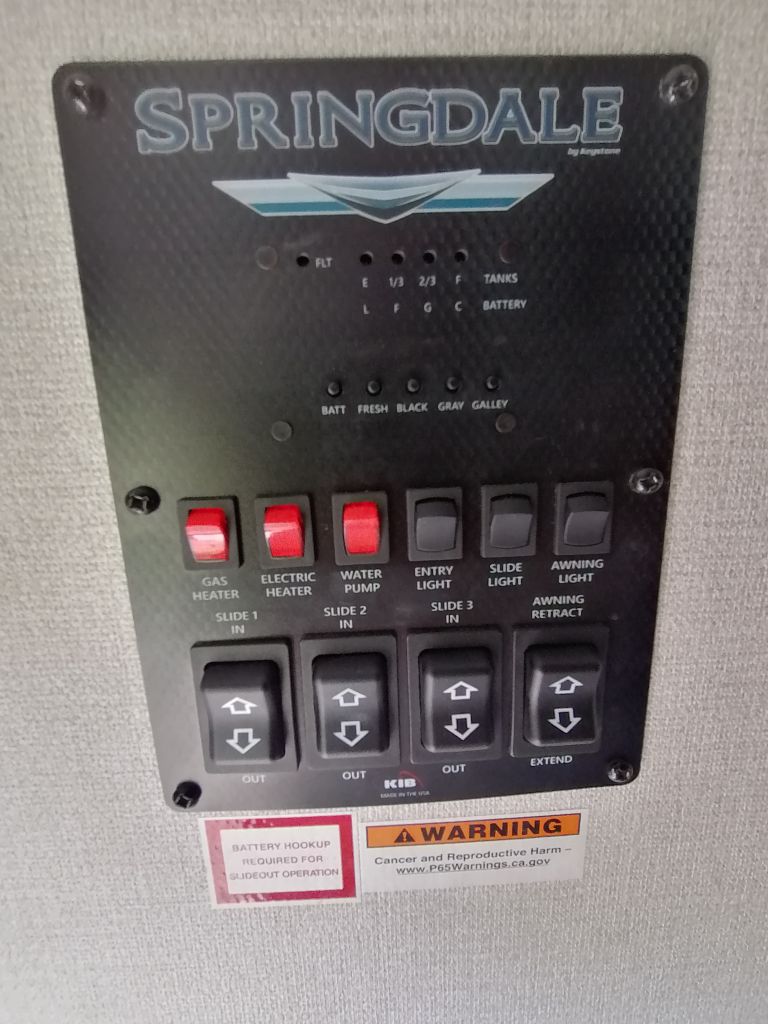 SPRINGDALE
by Keystone
FLT
E 1/3 2/3 F TANKS
L F G C BATTERY
BATT FRESH BLACK GRAY GALLEY
GAS HEATER
ELECTRIC HEATER
WATER PUMP
ENTRY LIGHT
SLIDE LIGHT
AWNING LIGHT
SLIDE 1 IN
SLIDE 2 IN
SLIDE 3 IN
AWNING RETRACT
OUT
OUT
OUT
EXTEND
KIB
MADE IN THE USA
BATTERY HOOKUP
REQUIRED FOR
SLIDEOUT OPERATION
WARNING
Cancer and Reproductive Harm –
www.P65Warnings.ca.gov